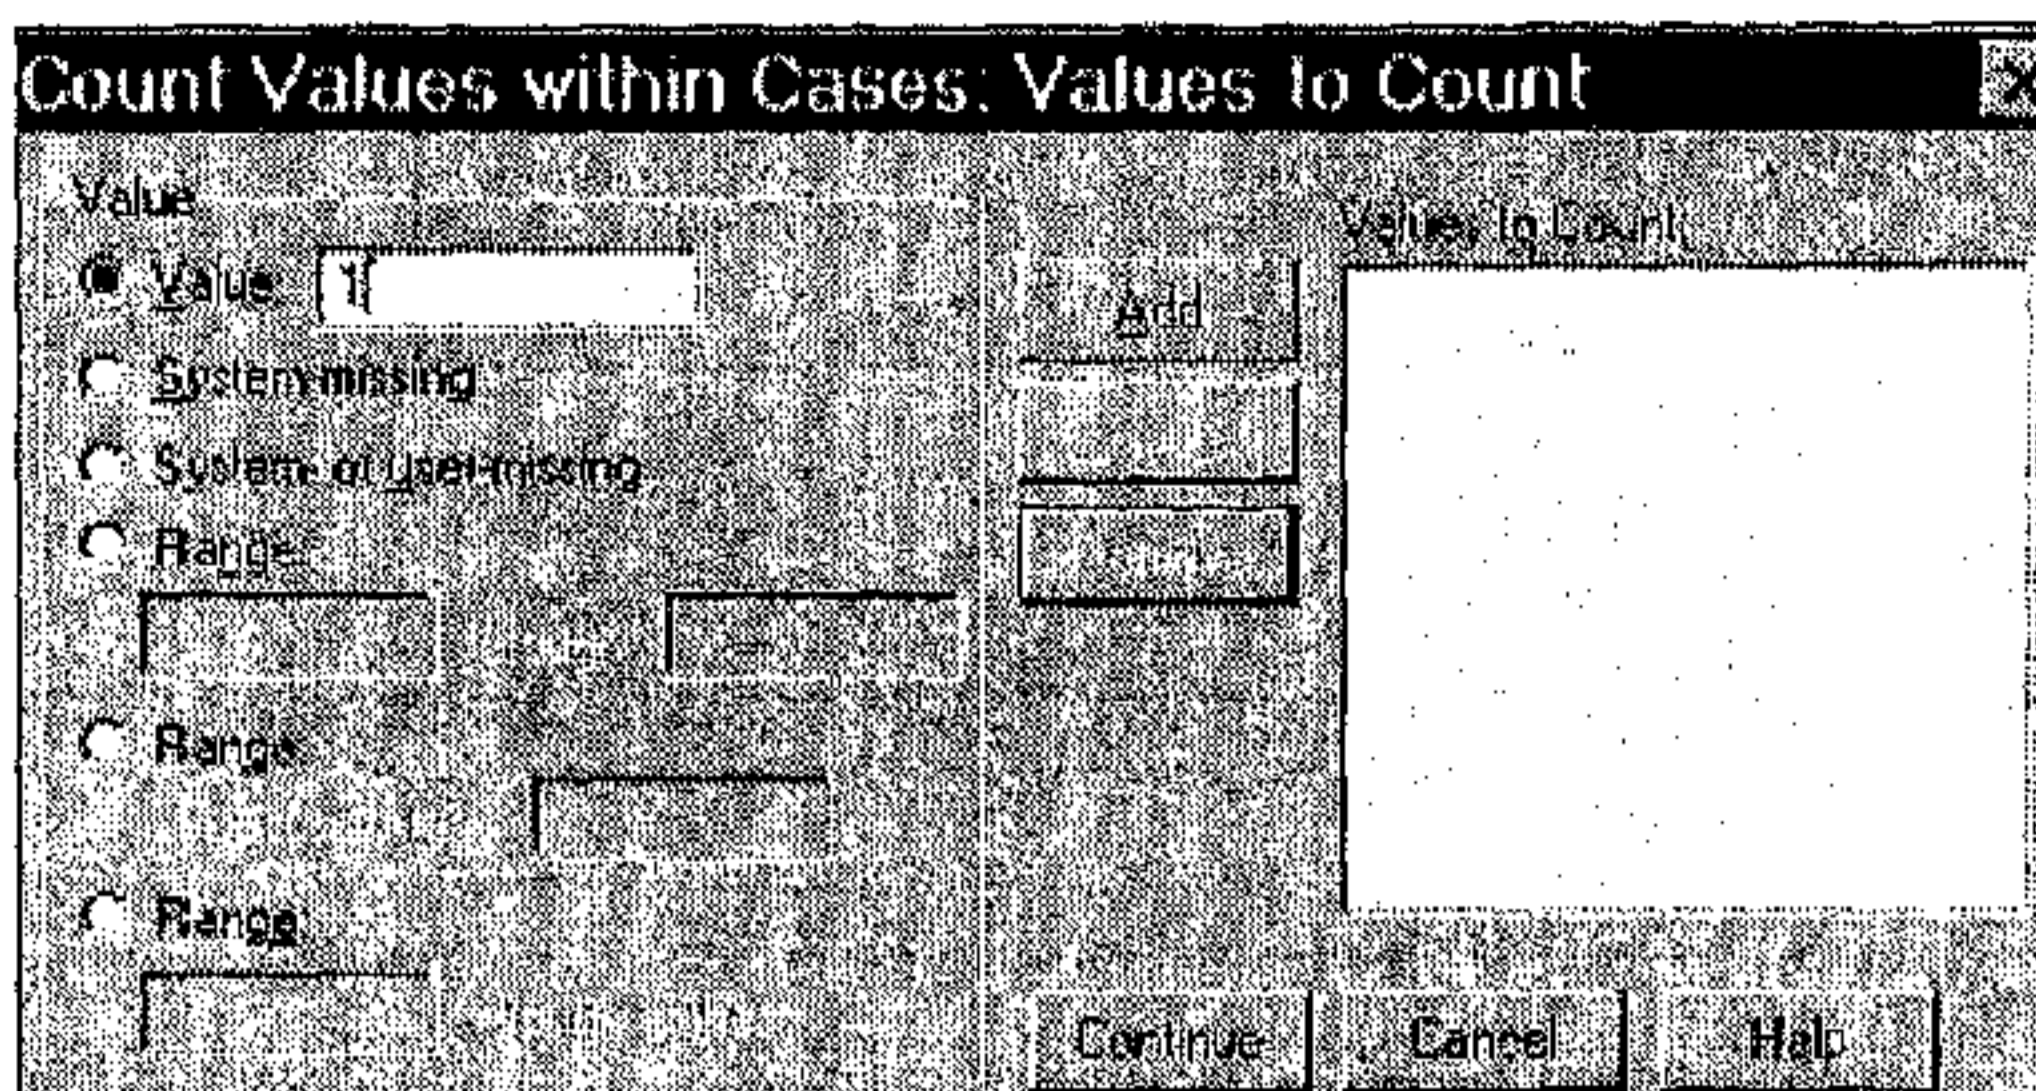 Count Values within Cases: Values to Count
Value
Value: 1
System-missing
System- or user-missing
Range:
Range:
Range:
Add
Values to Count:
Continue
Cancel
Help